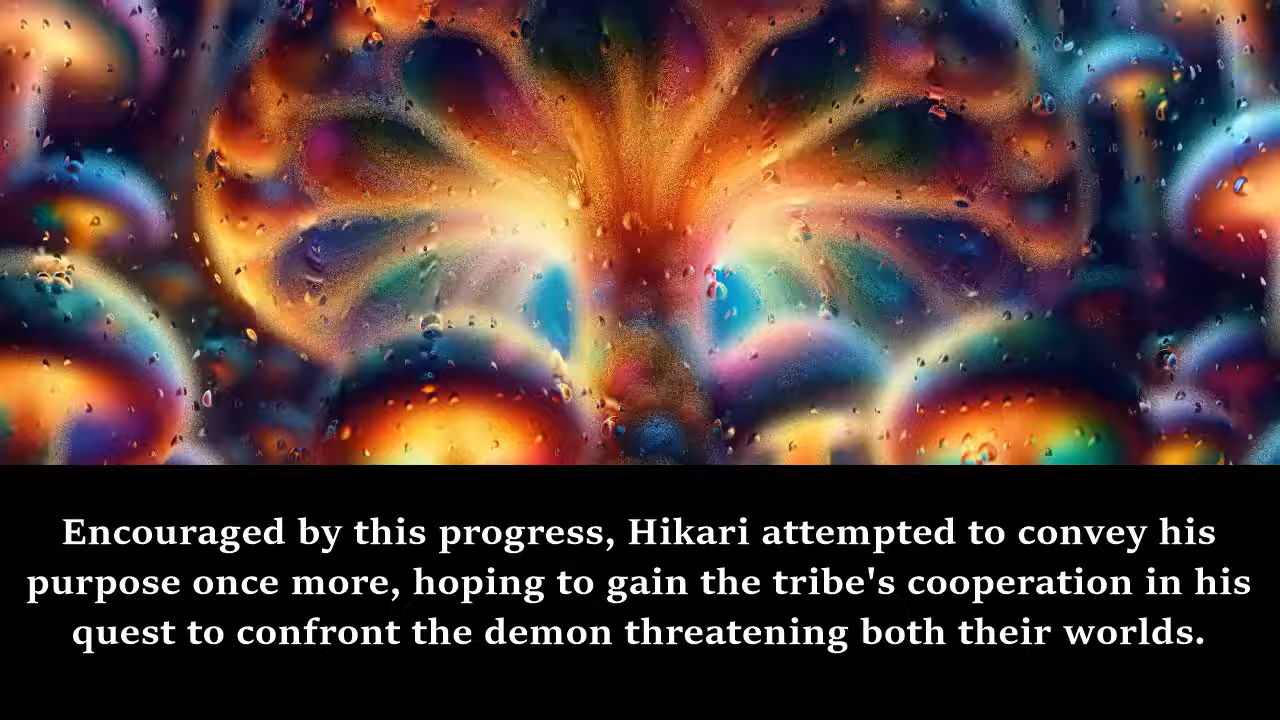 Encouraged by this progress, Hikari attempted to convey his
purpose once more, hoping to gain the tribe's cooperation in his
quest to confront the demon threatening both their worlds.